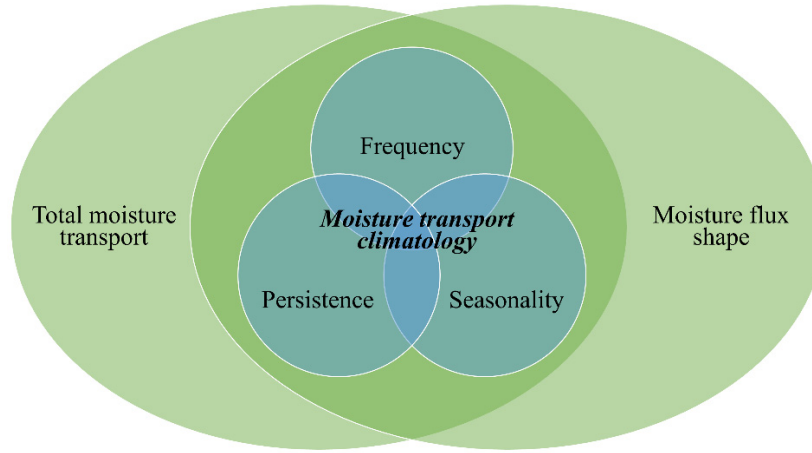 Frequency
Total moisture
transport
Moisture transport
climatology
Moisture flux
shape
Persistence
Seasonality